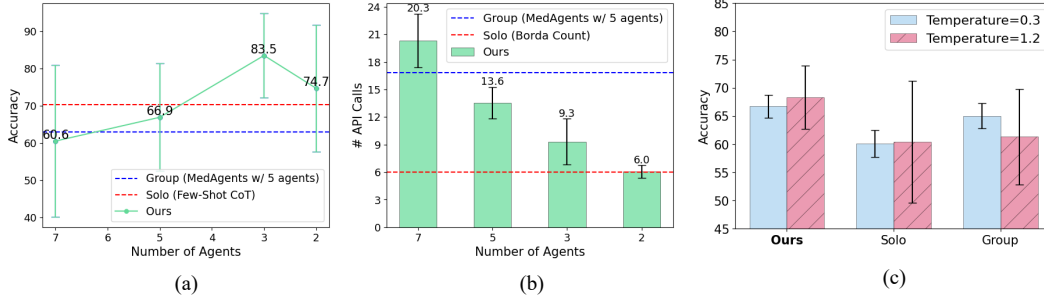 90
80
70
60
50
40
Accuracy
60.6
66.9
83.5
74.7
Group (MedAgents w/ 5 agents)
Solo (Few-Shot CoT)
Ours
7
6
5
4
3
2
Number of Agents
(a)
24
21
18
15
12
9
6
3
0
# API Calls
20.3
13.6
9.3
6.0
Group (MedAgents w/ 5 agents)
Solo (Borda Count)
Ours
7
5
3
2
Number of Agents
(b)
85
80
75
70
65
60
55
50
45
Accuracy
Temperature=0.3
Temperature=1.2
Ours
Solo
Group
(c)